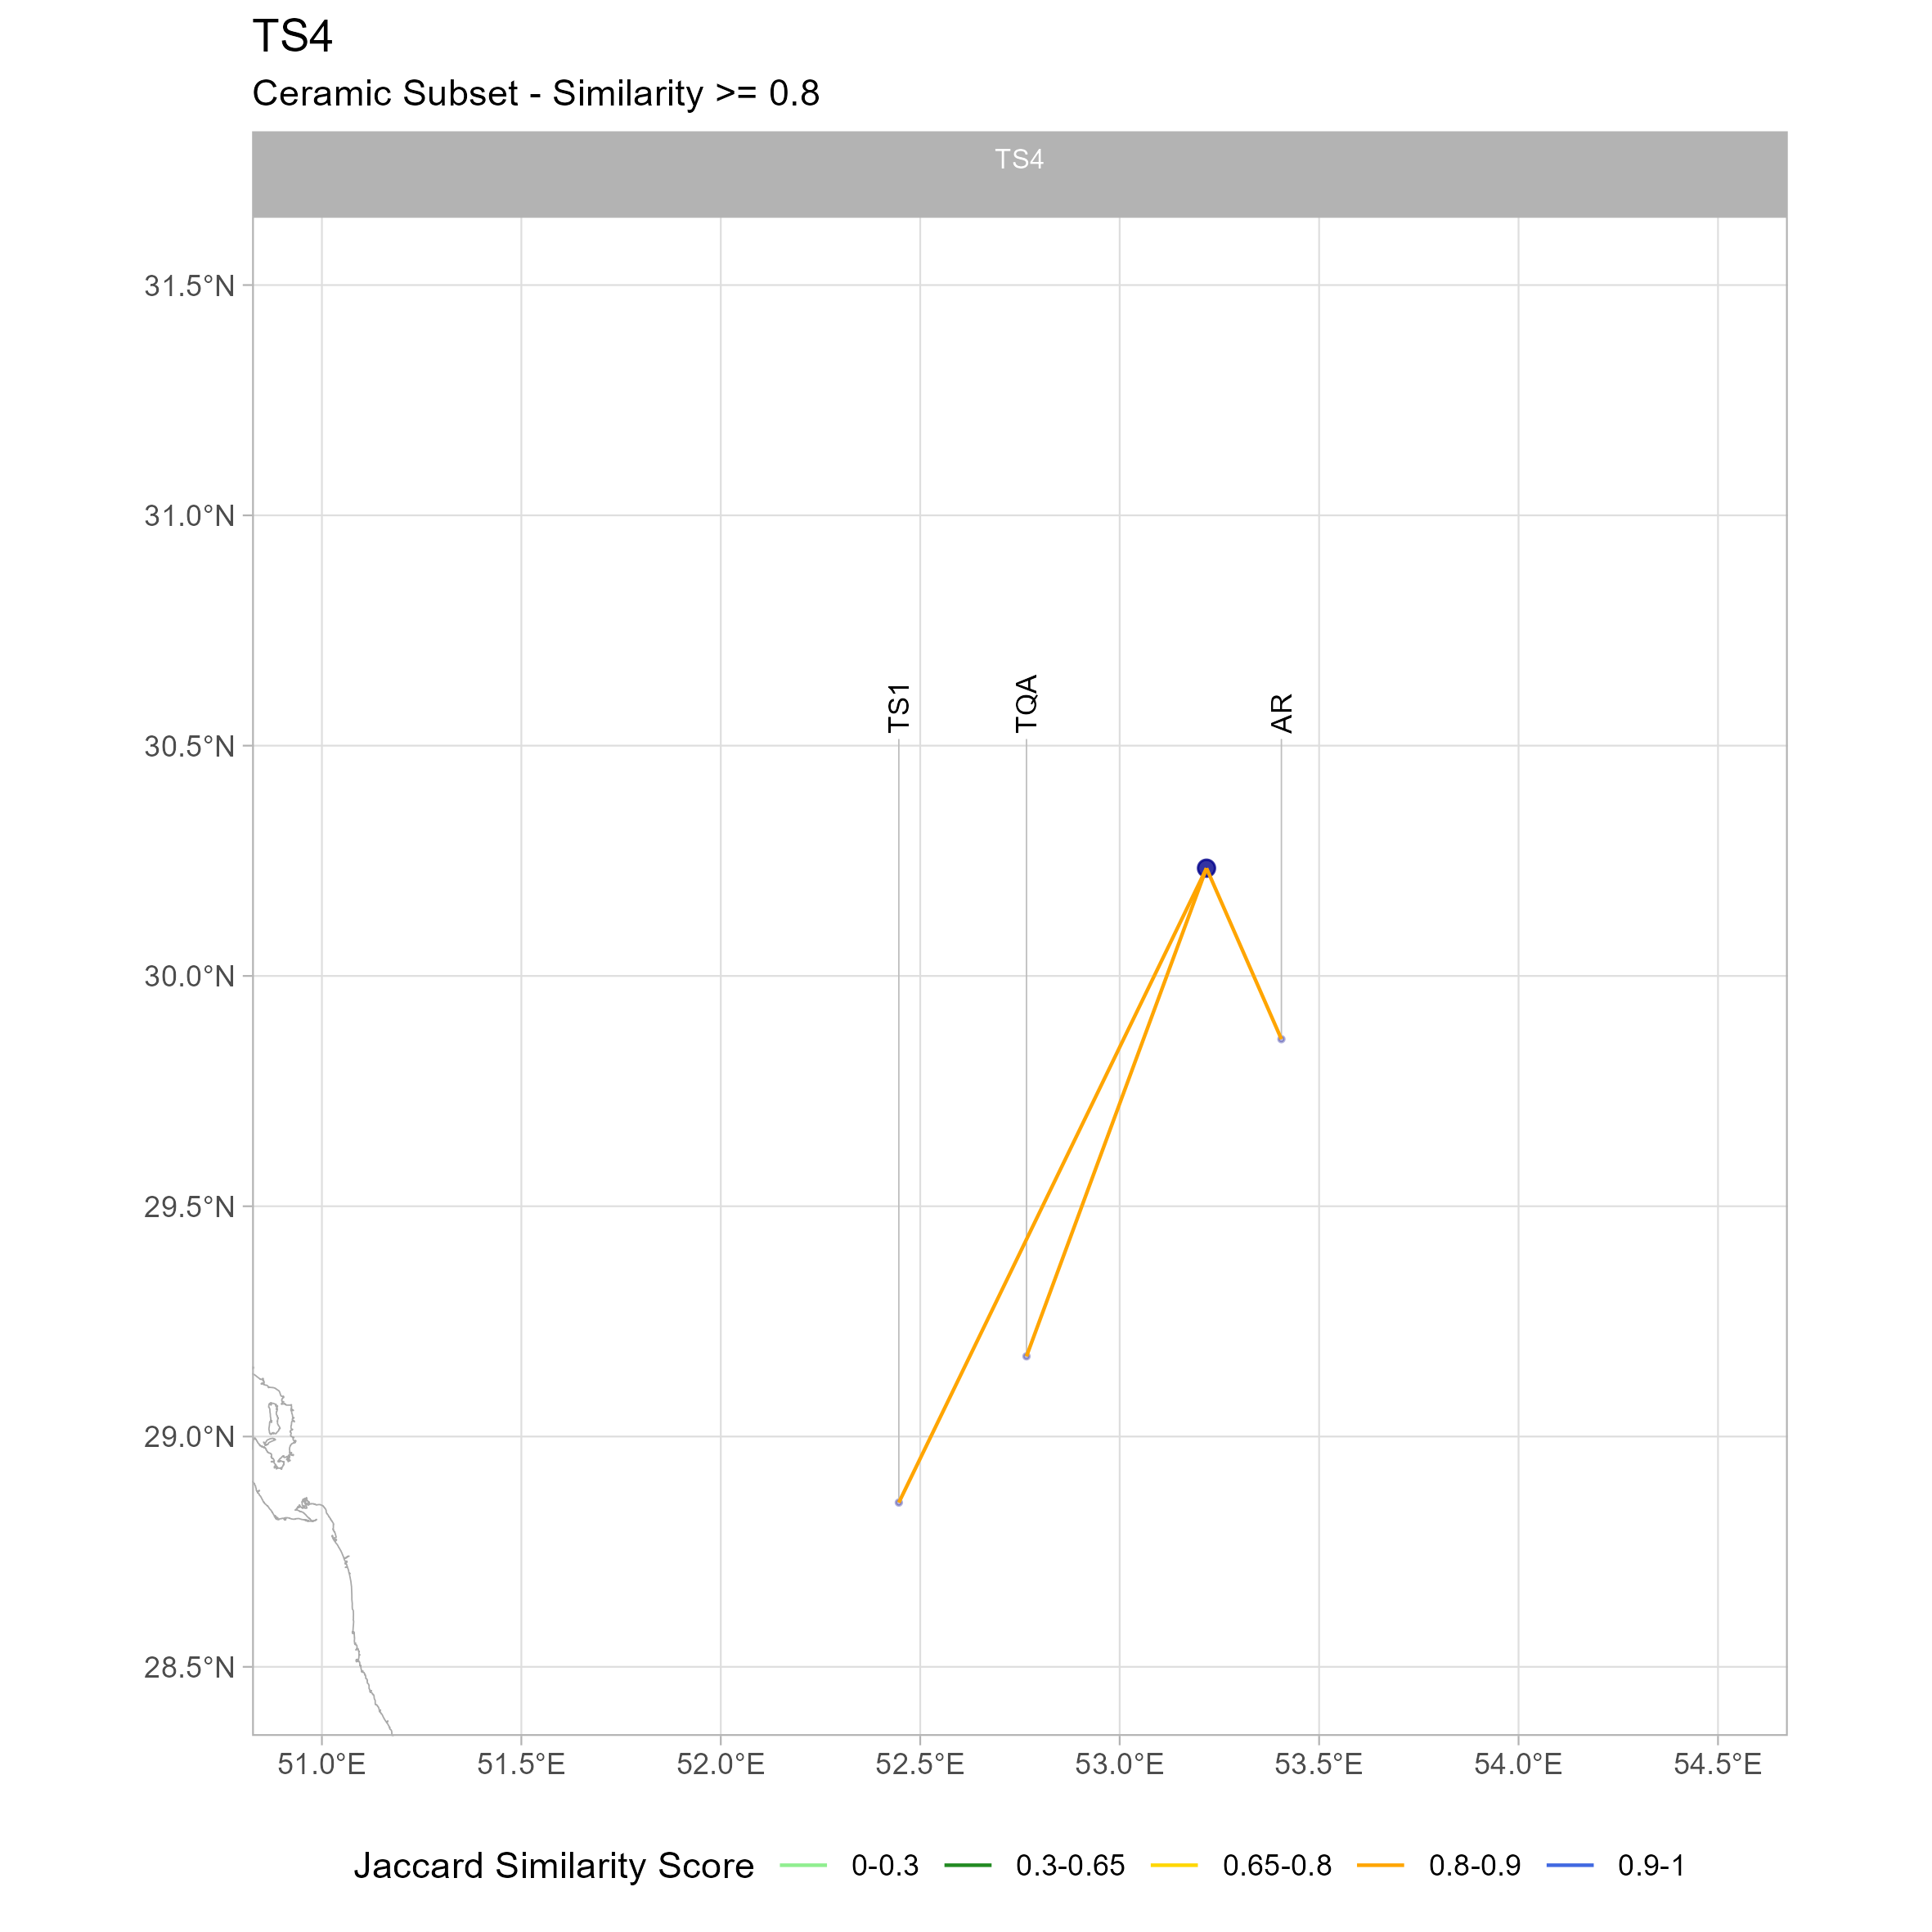 TS4
Ceramic Subset - Similarity >= 0.8
TS4
31.5°N
31.0°N
30.5°N
30.0°N
29.5°N
29.0°N
28.5°N
TS1
TQA
AR
51.0°E 51.5°E 52.0°E 52.5°E 53.0°E 53.5°E 54.0°E 54.5°E
Jaccard Similarity Score 0-0.3 0.3-0.65 0.65-0.8 0.8-0.9 0.9-1